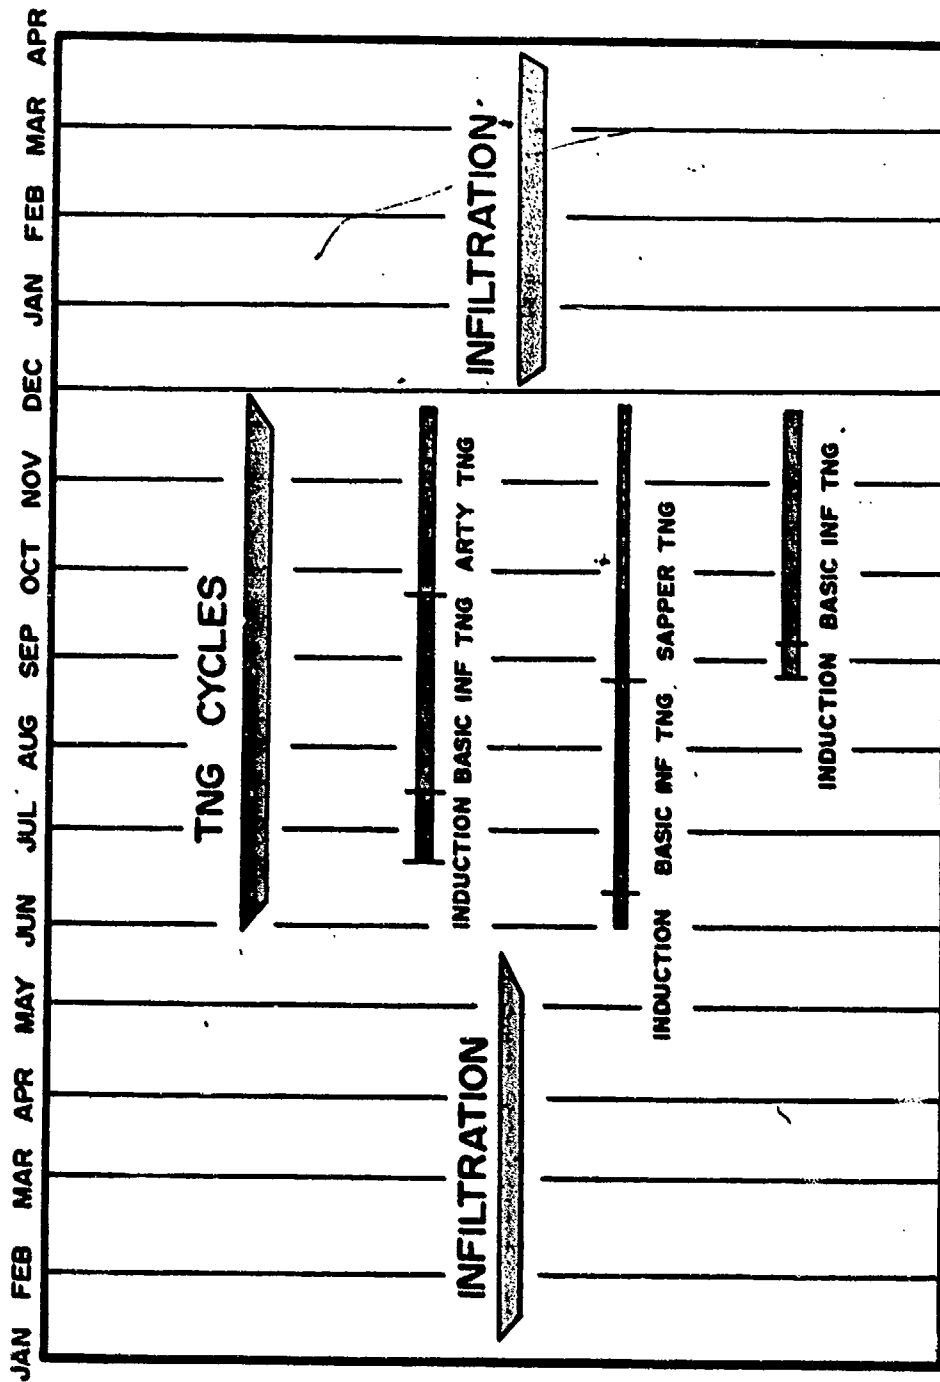 JAN FEB MAR APR MAY JUN JUL AUG SEP OCT NOV DEC JAN FEB MAR APR
TNG CYCLES
INFILTRATION
INFILTRATION
INDUCTION BASIC INF TNG ARTY TNG
INDUCTION BASIC INF TNG SAPPER TNG
INDUCTION BASIC INF TNG